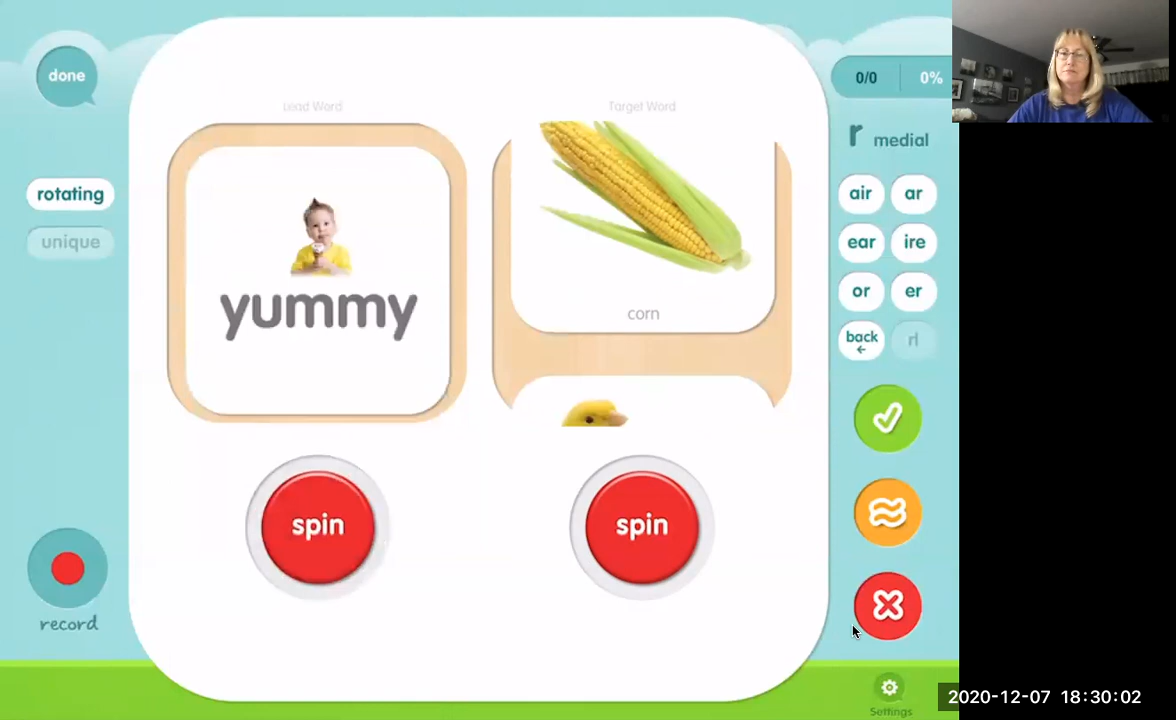 done
0/0 0%
Lead Word Target Word
r medial
rotating
unique
air ar
ear ire
or er
back rl
yummy
corn
spin spin
record
Settings
2020-12-07 18:30:02